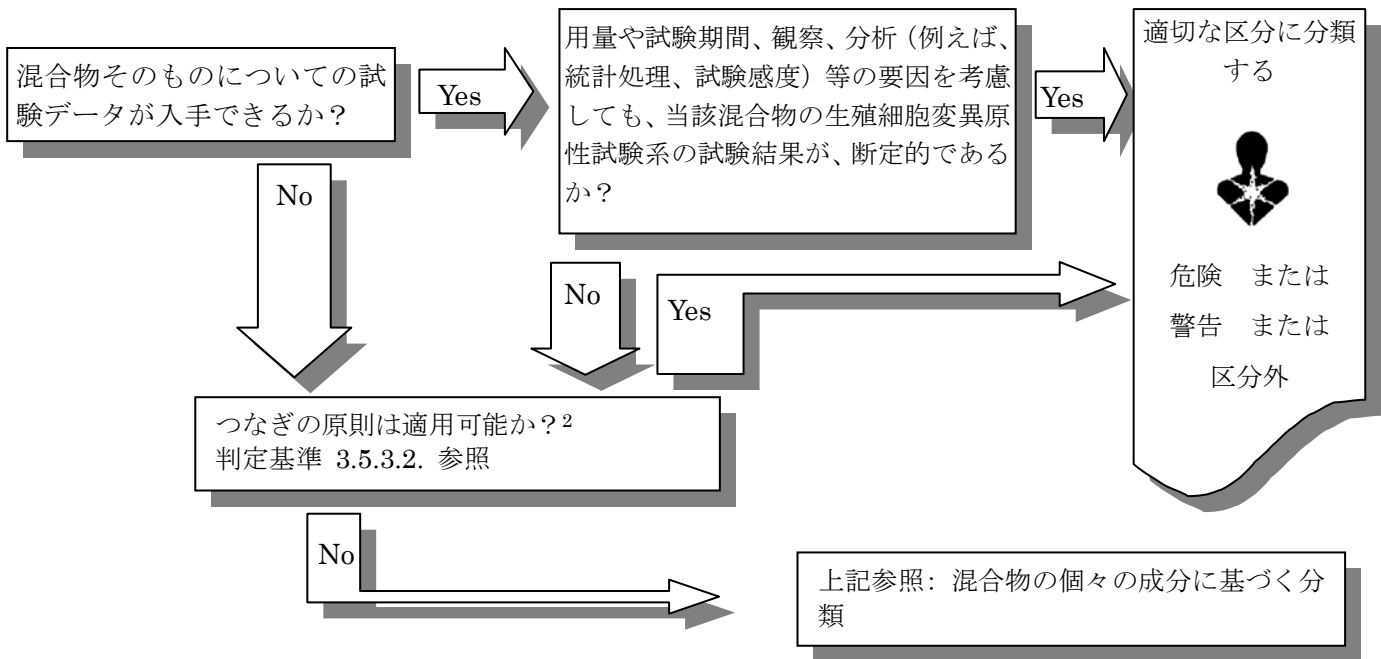 混合物そのものについての試
験データが入手できるか？
Yes
用量や試験期間、観察、分析（例えば、
統計処理、試験感度）等の要因を考慮
しても、当該混合物の生殖細胞変異原
性試験系の試験結果が、断定的である
か？
Yes
適切な区分に分類
する
危険　または
警告　または
区分外
No
No
Yes
つなぎの原則は適用可能か？2
判定基準 3.5.3.2. 参照
No
上記参照: 混合物の個々の成分に基づく分
類